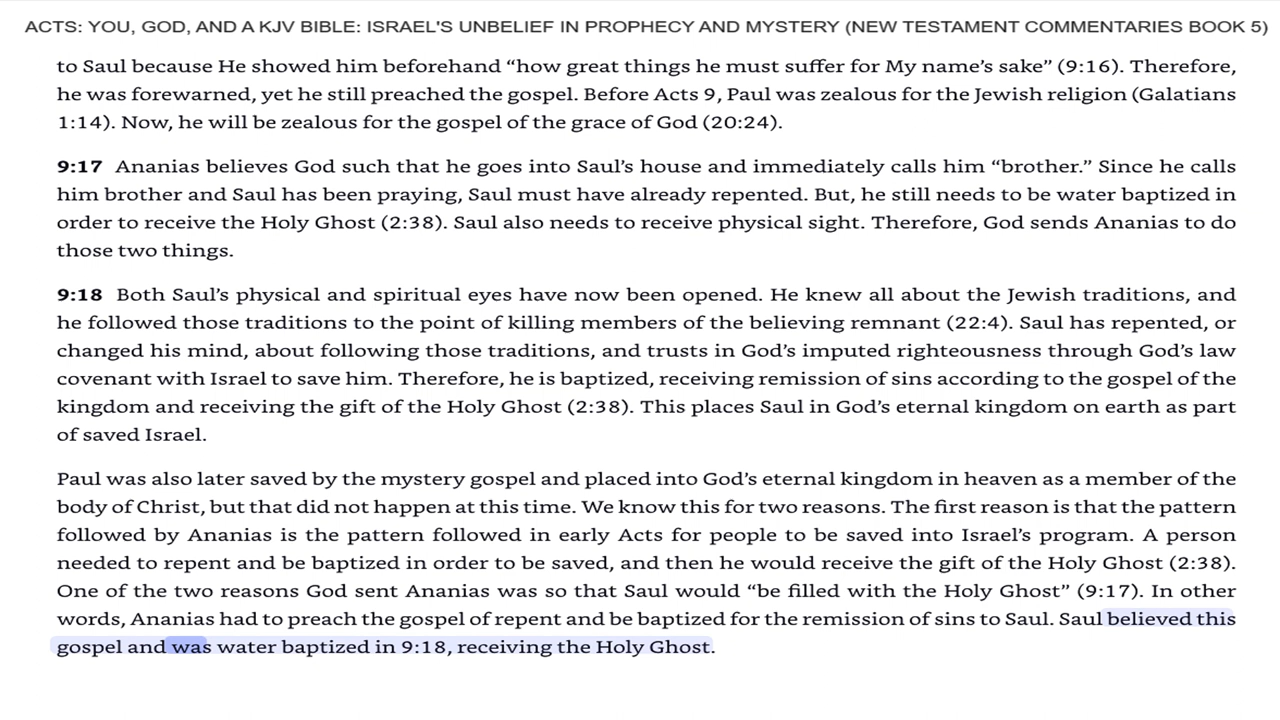 ACTS: YOU, GOD, AND A KJV BIBLE: ISRAEL'S UNBELIEF IN PROPHECY AND MYSTERY (NEW TESTAMENT COMMENTARIES BOOK 5)
to Saul because He showed him beforehand “how great things he must suffer for My name’s sake” (9:16). Therefore,
he was forewarned, yet he still preached the gospel. Before Acts 9, Paul was zealous for the Jewish religion (Galatians
1:14). Now, he will be zealous for the gospel of the grace of God (20:24).
9:17 Ananias believes God such that he goes into Saul’s house and immediately calls him “brother.” Since he calls
him brother and Saul has been praying, Saul must have already repented. But, he still needs to be water baptized in
order to receive the Holy Ghost (2:38). Saul also needs to receive physical sight. Therefore, God sends Ananias to do
those two things.
9:18 Both Saul’s physical and spiritual eyes have now been opened. He knew all about the Jewish traditions, and
he followed those traditions to the point of killing members of the believing remnant (22:4). Saul has repented, or
changed his mind, about following those traditions, and trusts in God’s imputed righteousness through God’s law
covenant with Israel to save him. Therefore, he is baptized, receiving remission of sins according to the gospel of the
kingdom and receiving the gift of the Holy Ghost (2:38). This places Saul in God’s eternal kingdom on earth as part
of saved Israel.
Paul was also later saved by the mystery gospel and placed into God’s eternal kingdom in heaven as a member of the
body of Christ, but that did not happen at this time. We know this for two reasons. The first reason is that the pattern
followed by Ananias is the pattern followed in early Acts for people to be saved into Israel’s program. A person
needed to repent and be baptized in order to be saved, and then he would receive the gift of the Holy Ghost (2:38).
One of the two reasons God sent Ananias was so that Saul would “be filled with the Holy Ghost” (9:17). In other
words, Ananias had to preach the gospel of repent and be baptized for the remission of sins to Saul. Saul believed this
gospel and was water baptized in 9:18, receiving the Holy Ghost.